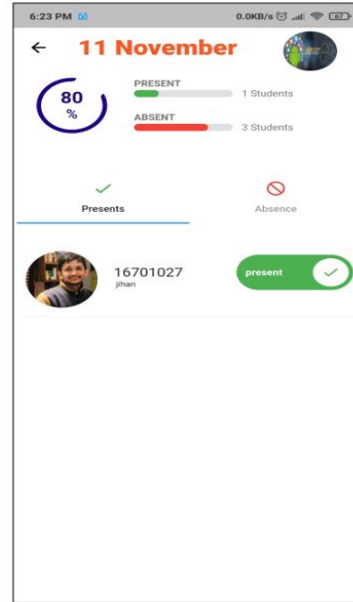 6:23 PM 0.0KB/s 67
11 November
80
%
PRESENT
1 Students
ABSENT
3 Students
Presents Absence
16701027
jihan
present